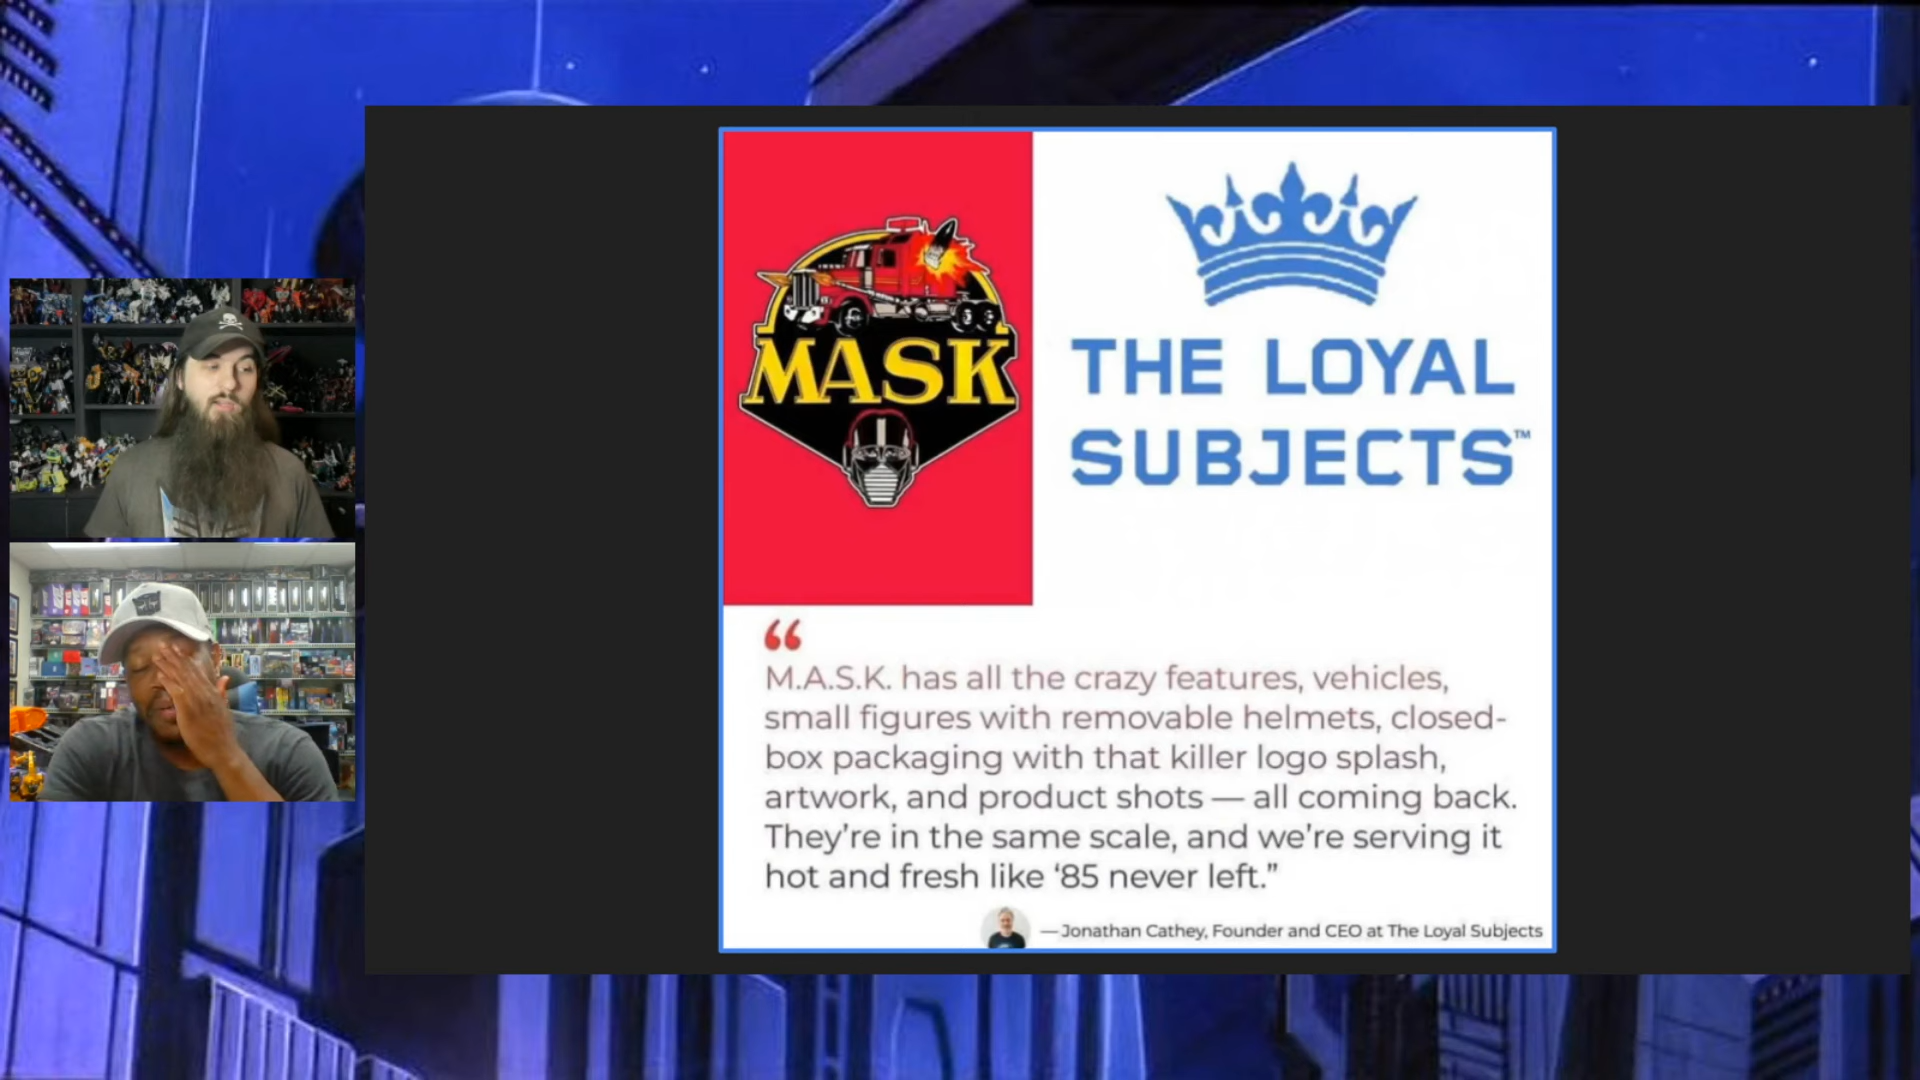 MASK
THE LOYAL
SUBJECTS™
“
M.A.S.K. has all the crazy features, vehicles,
small figures with removable helmets, closed-
box packaging with that killer logo splash,
artwork, and product shots — all coming back.
They’re in the same scale, and we’re serving it
hot and fresh like ‘85 never left.”
— Jonathan Cathey, Founder and CEO at The Loyal Subjects